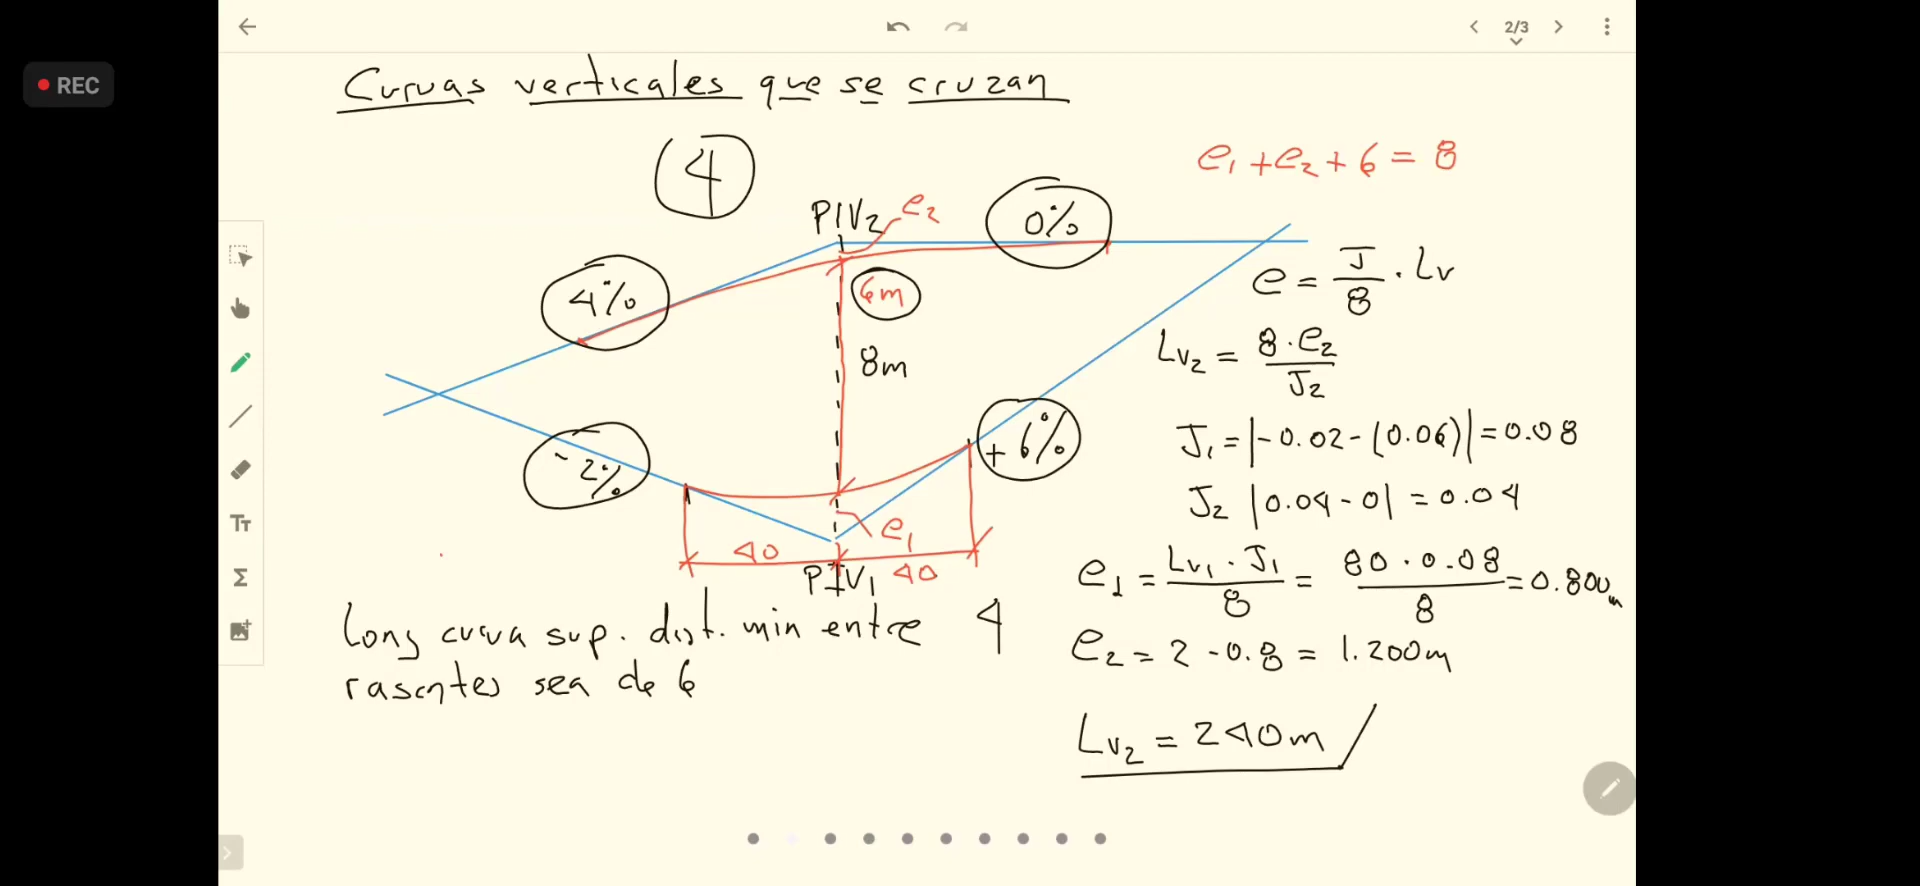 2/3
REC
Curvas verticales que se cruzan
4
e₁ + e₂ + 6 = 8
PIV₂
e₂
0%
4%
6m
8m
e = J/8 · Lv
Lv₂ = 8·e₂/J₂
-2%
+6%
J₁ = |-0.02-(0.06)| = 0.08
J₂ |0.04-0| = 0.04
e₁
40
40
PIV₁
e₁ = Lv₁·J₁/8 = 80·0.08/8 = 0.800m
Long curva sup. dist. min entre 4
e₂ = 2-0.8 = 1.200m
rasantes sea de 6
Lv₂ = 240m
Tт
Σ